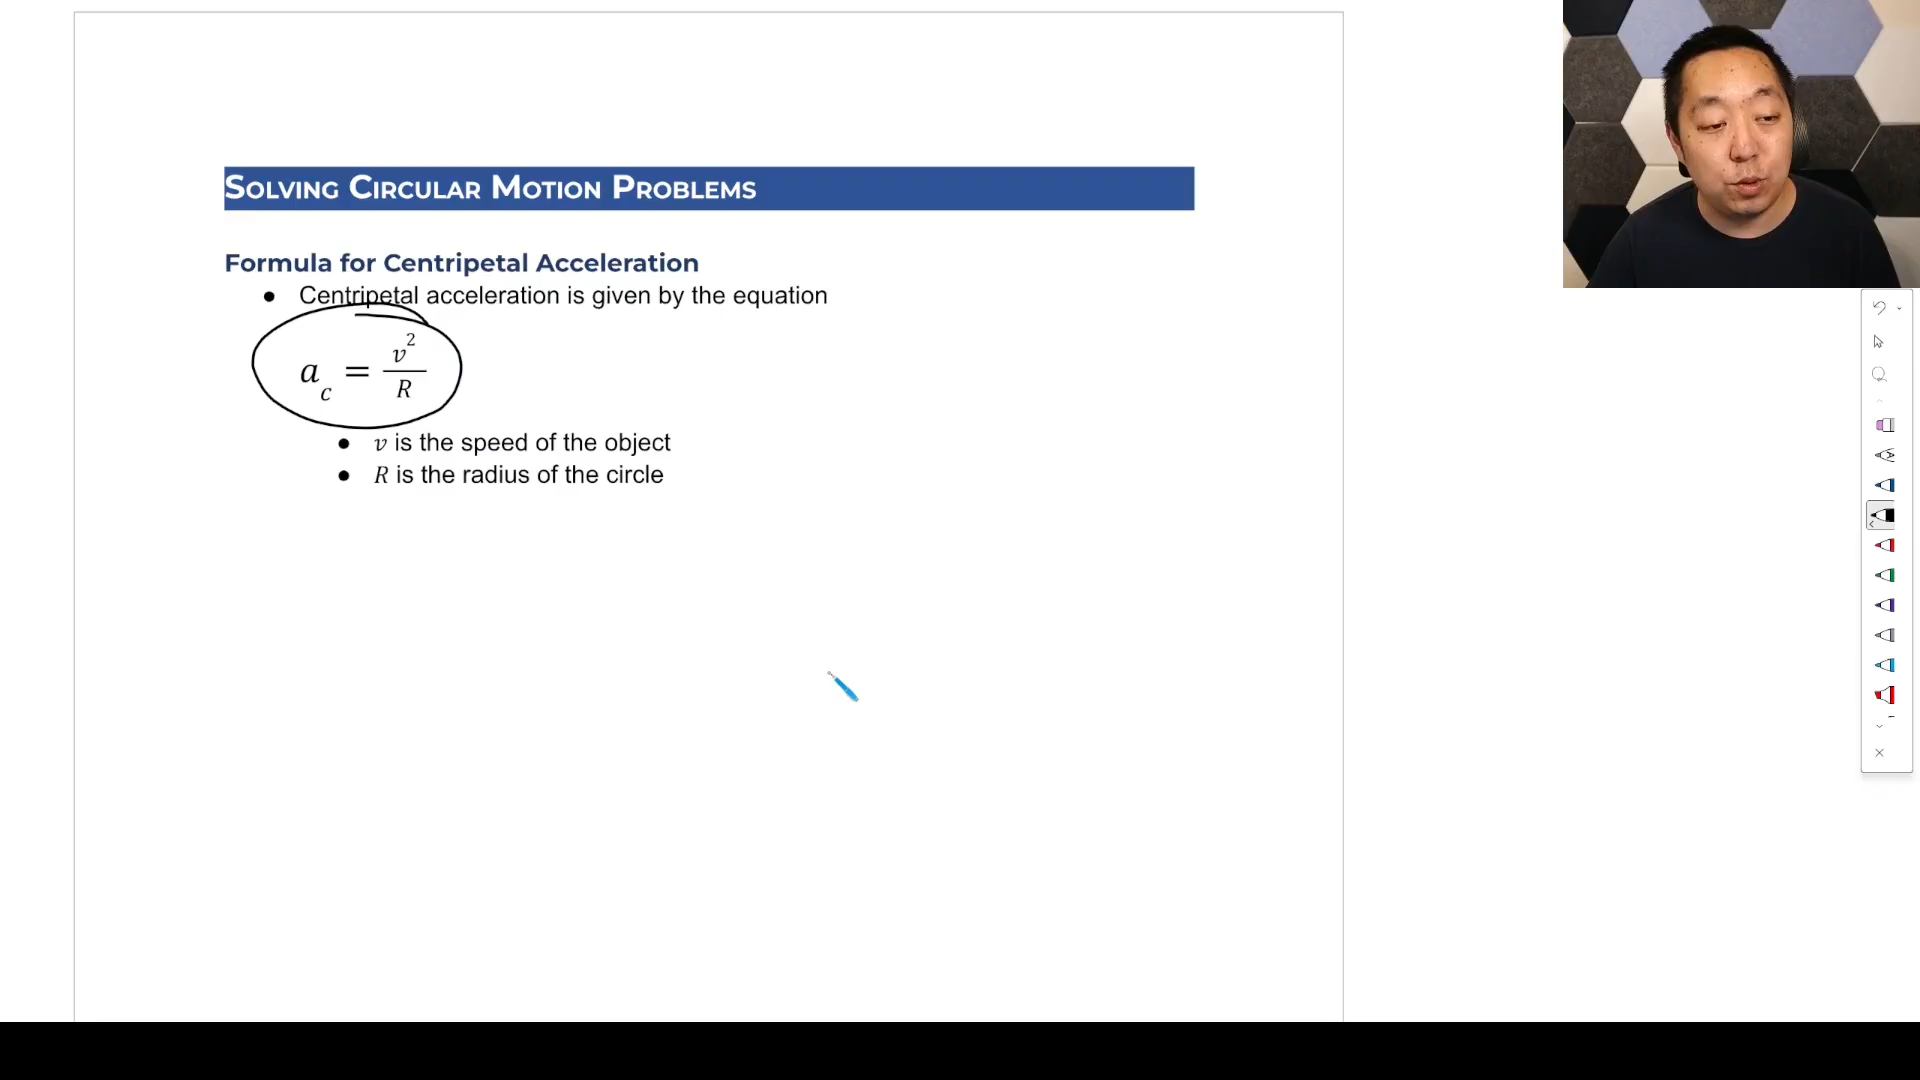 SOLVING CIRCULAR MOTION PROBLEMS
Formula for Centripetal Acceleration
● Centripetal acceleration is given by the equation
a_c = v^2 / R
● v is the speed of the object
● R is the radius of the circle